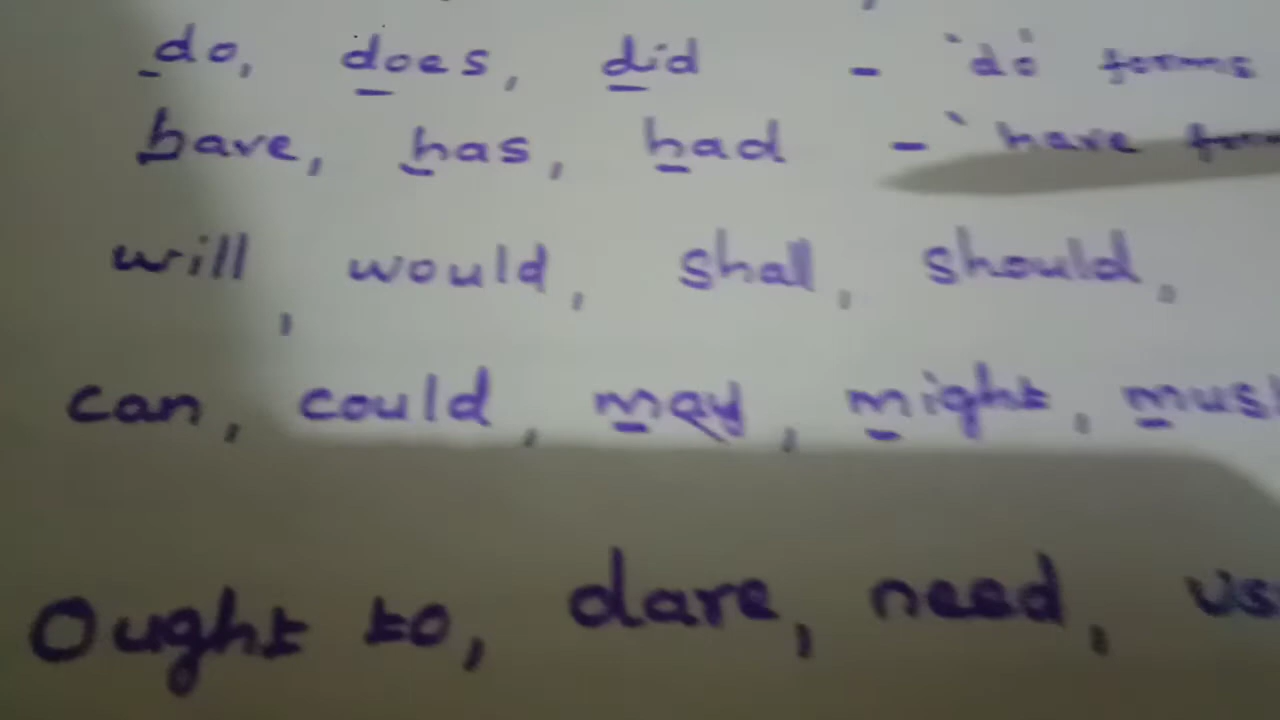 do, does, did - 'do' forms
have, has, had - 'have
will, would, shall, should,
can, could, may, might,
Ought to, dare, need,